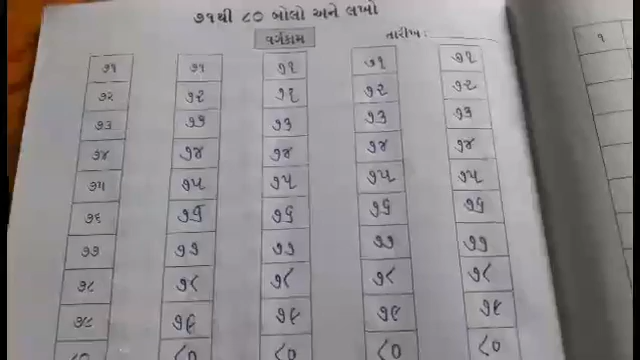 ૭૧થી ૮૦ બોલો અને લખો
વર્ગકામ તારીખ :
૭૧ ૭૧ ૭૧ ૭૧ ૭૧ ૧
૭૨ ૭૨ ૭૨ ૭૨ ૭૨
૭૩ ૭૩ ૭૩ ૭૩ ૭૩
૭૪ ૭૪ ૭૪ ૭૪ ૭૪
૭૫ ૭૫ ૭૫ ૭૫ ૭૫
૭૬ ૭૬ ૭૬ ૭૬ ૭૬
૭૭ ૭૭ ૭૭ ૭૭ ૭૭
૭૮ ૭૮ ૭૮ ૭૮ ૭૮
૭૯ ૭૯ ૭૯ ૭૯ ૭૯
૮૦ ૮૦ ૮૦ ૮૦ ૮૦